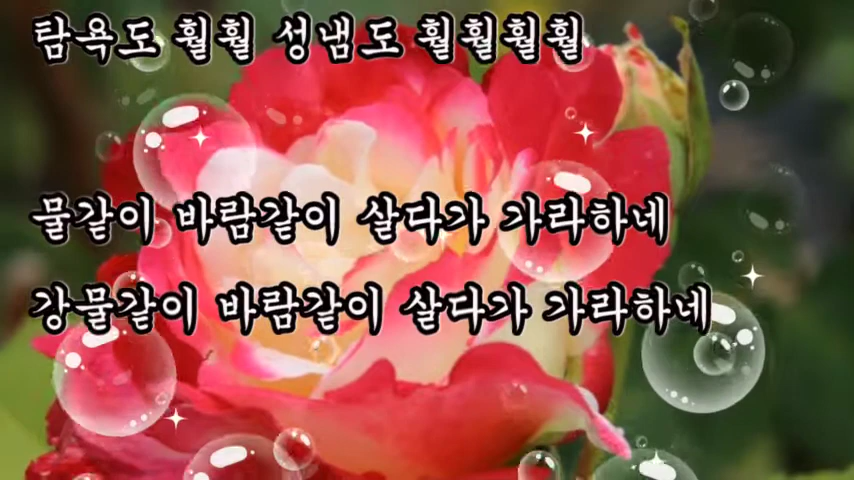 탐욕도 훨훨 성냄도 훨훨훨훨
물같이 바람같이 살다가 가라하네
강물같이 바람같이 살다가 가라하네